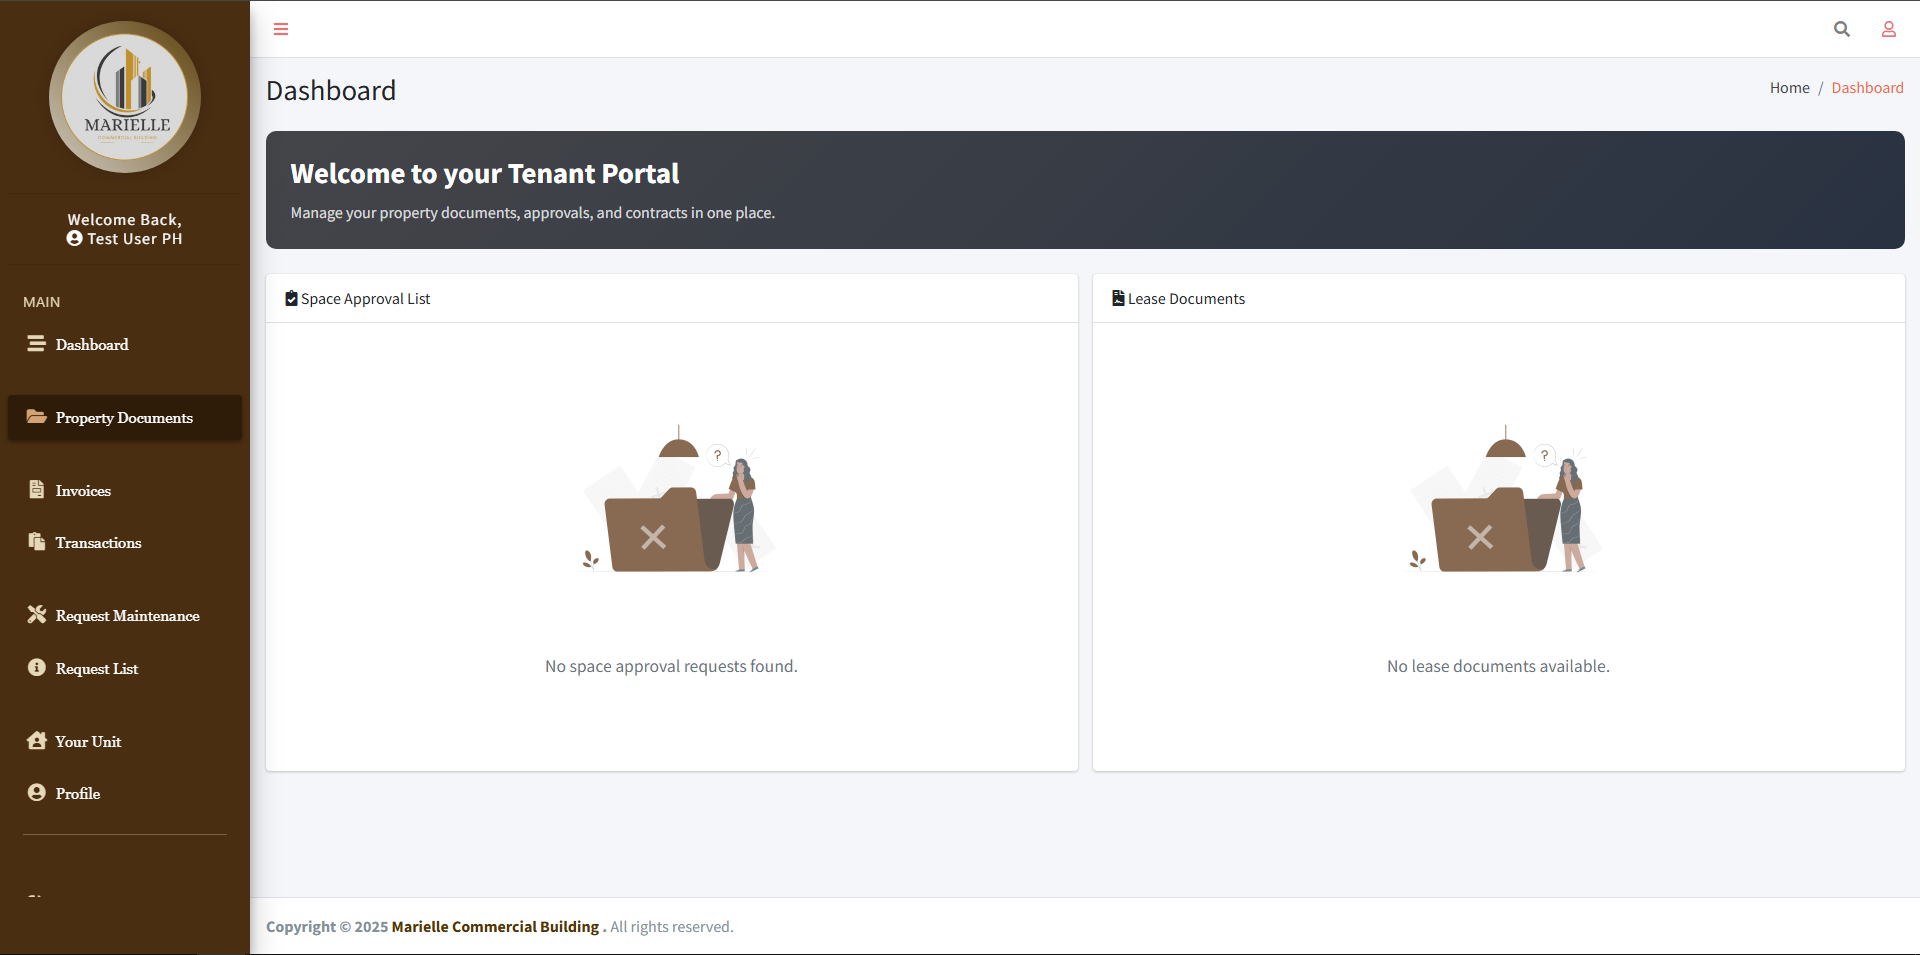 MARIELLE
COMMERCIAL BUILDING
Welcome Back,
Test User PH
MAIN
Dashboard
Property Documents
Invoices
Transactions
Request Maintenance
Request List
Your Unit
Profile
Dashboard
Home / Dashboard
Welcome to your Tenant Portal
Manage your property documents, approvals, and contracts in one place.
Space Approval List
?
No space approval requests found.
Lease Documents
?
No lease documents available.
Copyright © 2025 Marielle Commercial Building . All rights reserved.